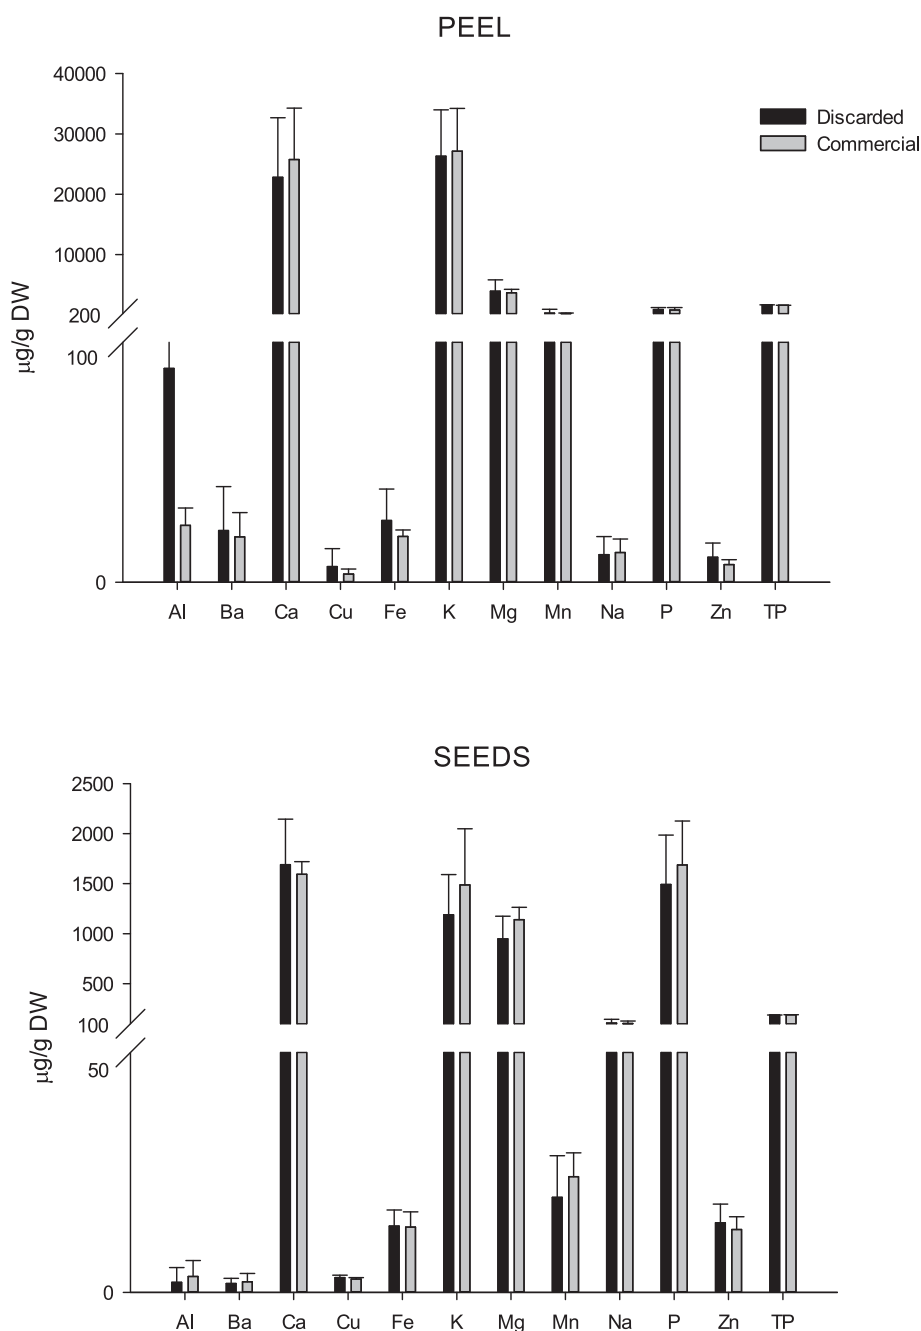 PEEL
40000
30000
20000
10000
200
100
0
µg/g DW
Discarded
Commercial
Al Ba Ca Cu Fe K Mg Mn Na P Zn TP
SEEDS
2500
2000
1500
1000
500
100
50
0
µg/g DW
Al Ba Ca Cu Fe K Mg Mn Na P Zn TP